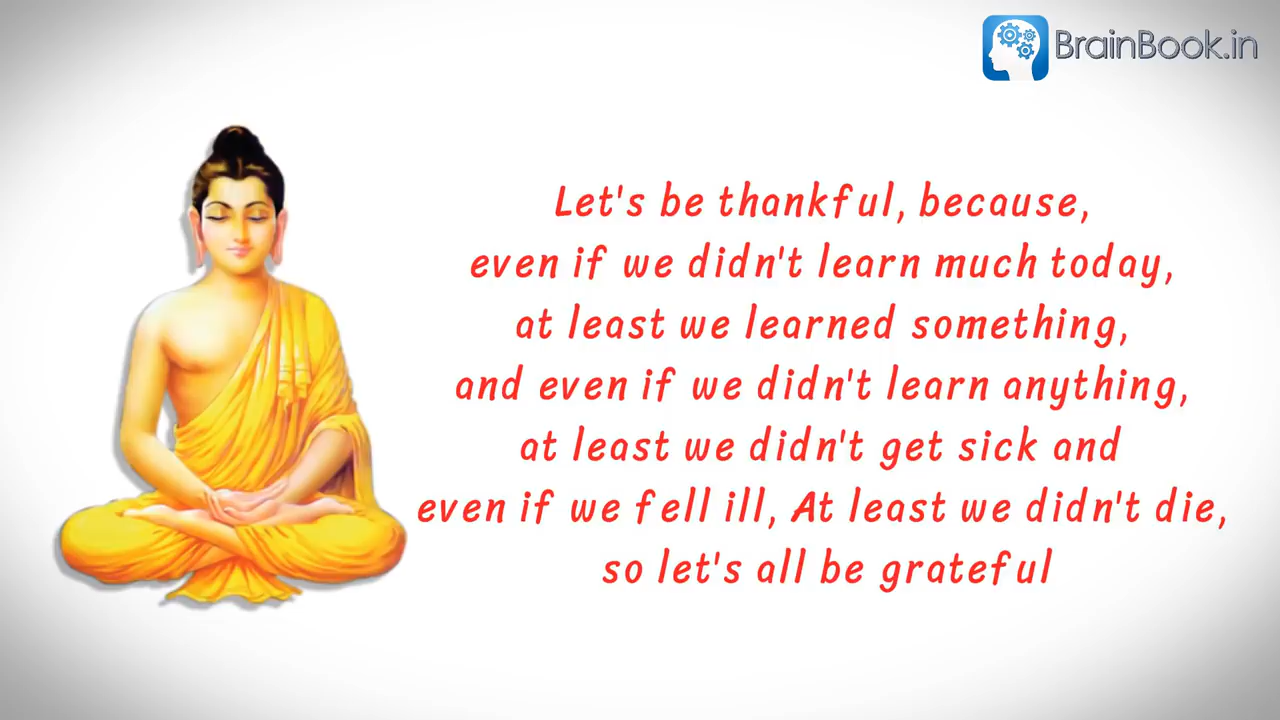 BrainBook.in
Let's be thankful, because,
even if we didn't learn much today,
at least we learned something,
and even if we didn't learn anything,
at least we didn't get sick and
even if we fell ill, At least we didn't die,
so let's all be grateful